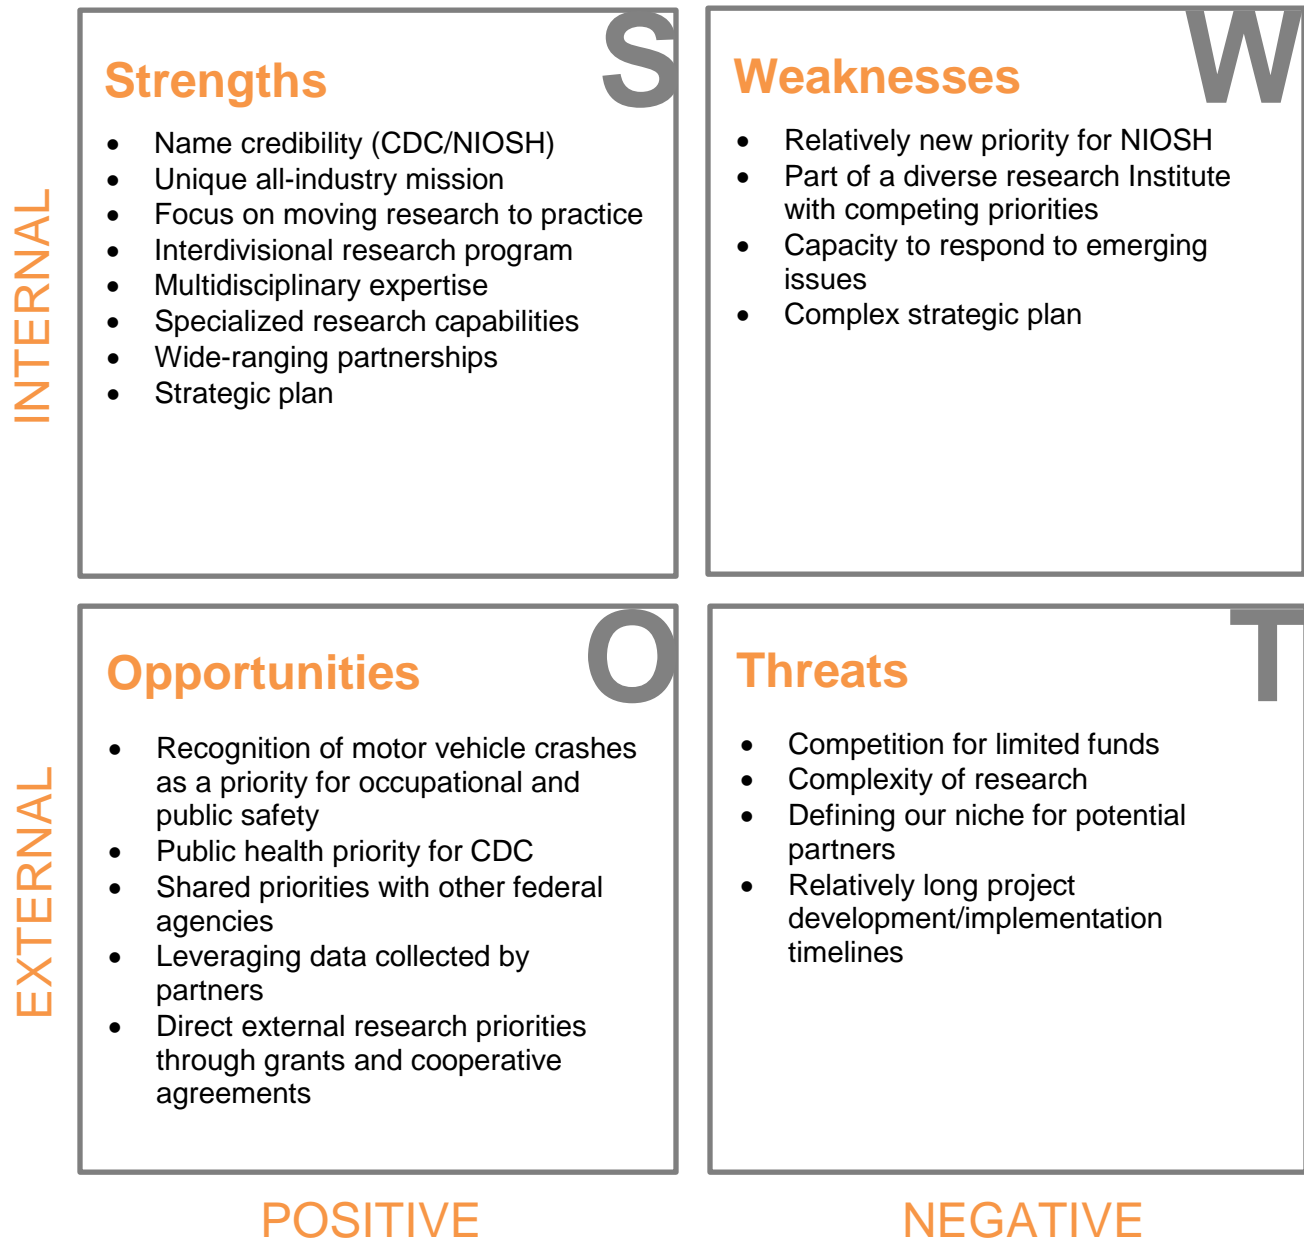 INTERNAL
S
Strengths
• Name credibility (CDC/NIOSH)
• Unique all-industry mission
• Focus on moving research to practice
• Interdivisional research program
• Multidisciplinary expertise
• Specialized research capabilities
• Wide-ranging partnerships
• Strategic plan
W
Weaknesses
• Relatively new priority for NIOSH
• Part of a diverse research Institute
with competing priorities
• Capacity to respond to emerging
issues
• Complex strategic plan
EXTERNAL
O
Opportunities
• Recognition of motor vehicle crashes
as a priority for occupational and
public safety
• Public health priority for CDC
• Shared priorities with other federal
agencies
• Leveraging data collected by
partners
• Direct external research priorities
through grants and cooperative
agreements
T
Threats
• Competition for limited funds
• Complexity of research
• Defining our niche for potential
partners
• Relatively long project
development/implementation
timelines
POSITIVE
NEGATIVE